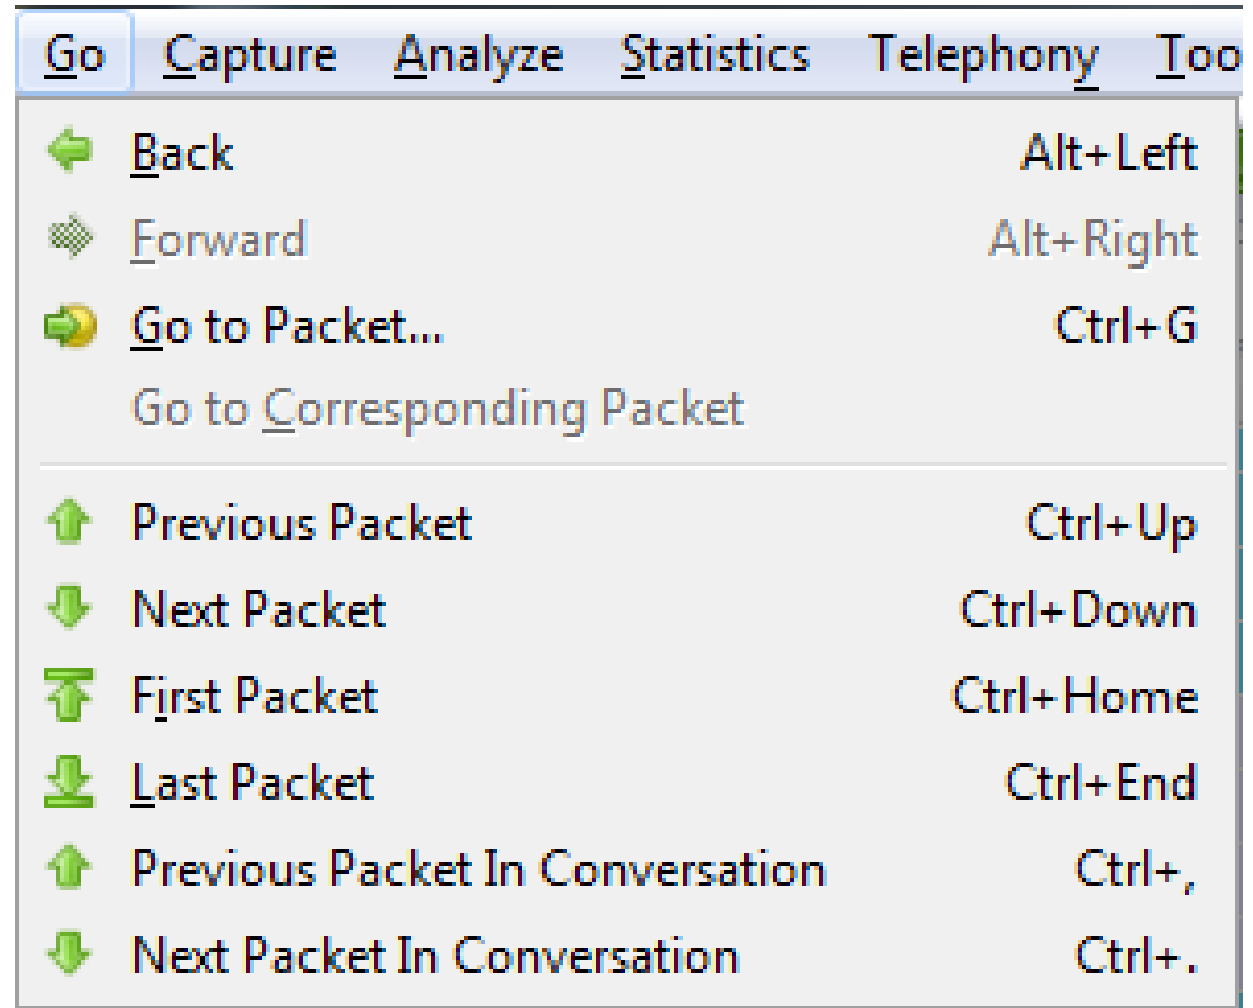 Go Capture Analyze Statistics Telephony Too
Back Alt+Left
Forward Alt+Right
Go to Packet... Ctrl+G
Go to Corresponding Packet
Previous Packet Ctrl+Up
Next Packet Ctrl+Down
First Packet Ctrl+Home
Last Packet Ctrl+End
Previous Packet In Conversation Ctrl+,
Next Packet In Conversation Ctrl+.